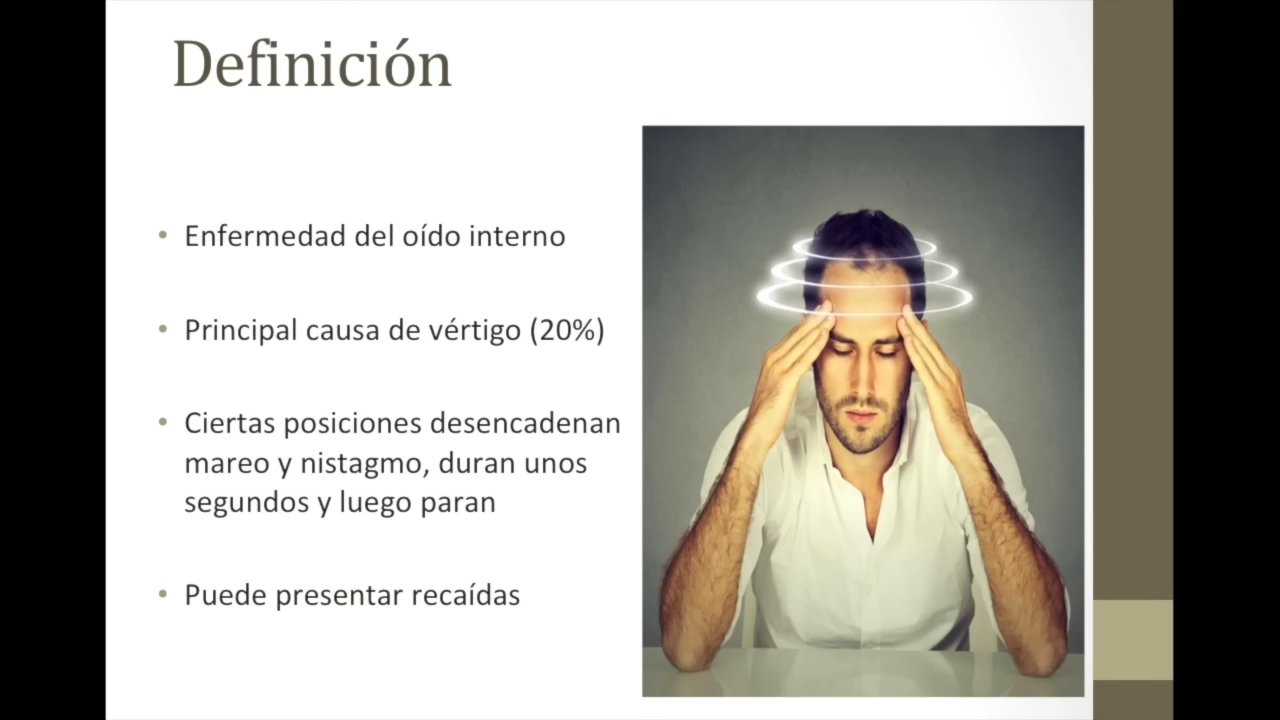 Definición
• Enfermedad del oído interno
• Principal causa de vértigo (20%)
• Ciertas posiciones desencadenan
mareo y nistagmo, duran unos
segundos y luego paran
• Puede presentar recaídas